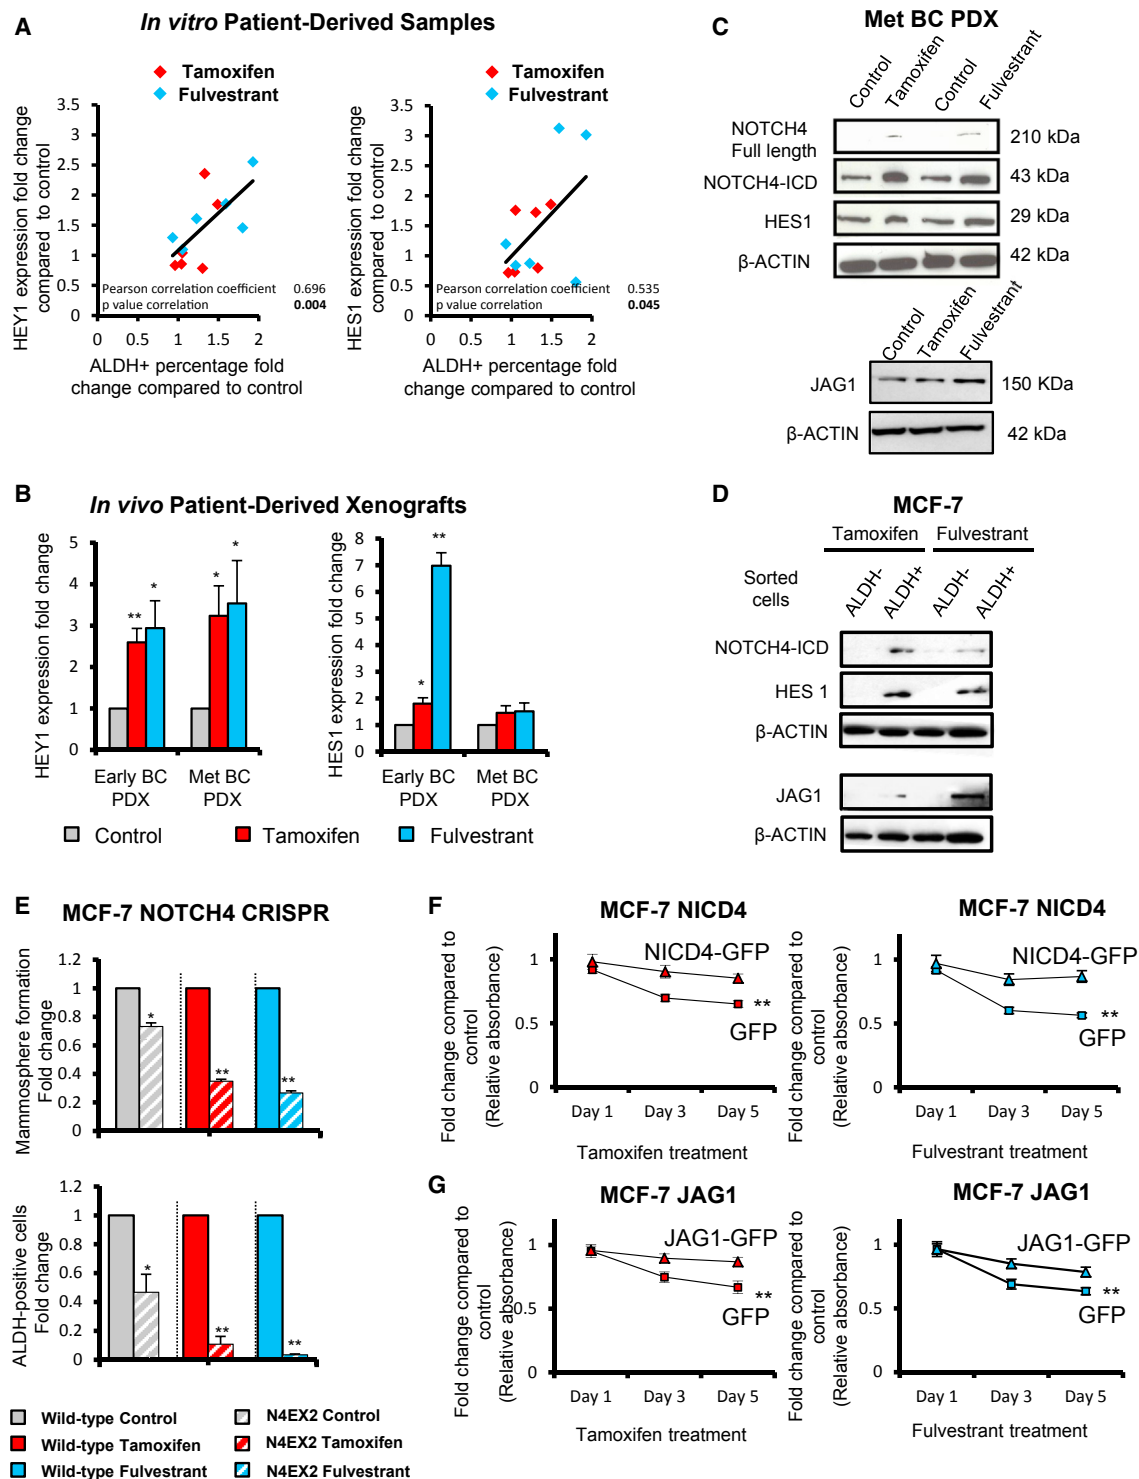 A
In vitro Patient-Derived Samples
Tamoxifen
Fulvestrant
HEY1 expression fold change
compared to control
3.5
3
2.5
2
1.5
1
0.5
0
Pearson correlation coefficient 0.696
p value correlation 0.004
0 0.5 1 1.5 2
ALDH+ percentage fold
change compared to control
Tamoxifen
Fulvestrant
HES1 expression fold change
compared to control
3.5
3
2.5
2
1.5
1
0.5
0
Pearson correlation coefficient 0.535
p value correlation 0.045
0 0.5 1 1.5 2
ALDH+ percentage fold
change compared to control
C
Met BC PDX
Control Tamoxifen Control Fulvestrant
NOTCH4
Full length
210 kDa
NOTCH4-ICD 43 kDa
HES1 29 kDa
β-ACTIN 42 kDa
Control Tamoxifen Fulvestrant
JAG1 150 KDa
β-ACTIN 42 kDa
B
In vivo Patient-Derived Xenografts
HEY1 expression fold change
5
4
3
2
1
0
** * * *
Early BC
PDX
Met BC
PDX
HES1 expression fold change
8
7
6
5
4
3
2
1
0
* **
Early BC
PDX
Met BC
PDX
Control Tamoxifen Fulvestrant
D
MCF-7
Tamoxifen Fulvestrant
Sorted
cells
ALDH- ALDH+ ALDH- ALDH+
NOTCH4-ICD
HES 1
β-ACTIN
JAG1
β-ACTIN
E
MCF-7 NOTCH4 CRISPR
Mammosphere formation
Fold change
1.2
1
0.8
0.6
0.4
0.2
0
* ** **
ALDH-positive cells
Fold change
1.2
1
0.8
0.6
0.4
0.2
0
* ** **
Wild-type Control N4EX2 Control
Wild-type Tamoxifen N4EX2 Tamoxifen
Wild-type Fulvestrant N4EX2 Fulvestrant
F
MCF-7 NICD4
Fold change compared to
control
(Relative absorbance)
1
0.5
0
NICD4-GFP
**
GFP
Day 1 Day 3 Day 5
Tamoxifen treatment
MCF-7 NICD4
Fold change compared to
control
(Relative absorbance)
1
0.5
0
NICD4-GFP
**
GFP
Day 1 Day 3 Day 5
Fulvestrant treatment
G
MCF-7 JAG1
Fold change compared to
control
(Relative absorbance)
1
0.5
0
JAG1-GFP
**
GFP
Day 1 Day 3 Day 5
Tamoxifen treatment
MCF-7 JAG1
Fold change compared to
control
(Relative absorbance)
1
0.5
0
JAG1-GFP
**
GFP
Day 1 Day 3 Day 5
Fulvestrant treatment